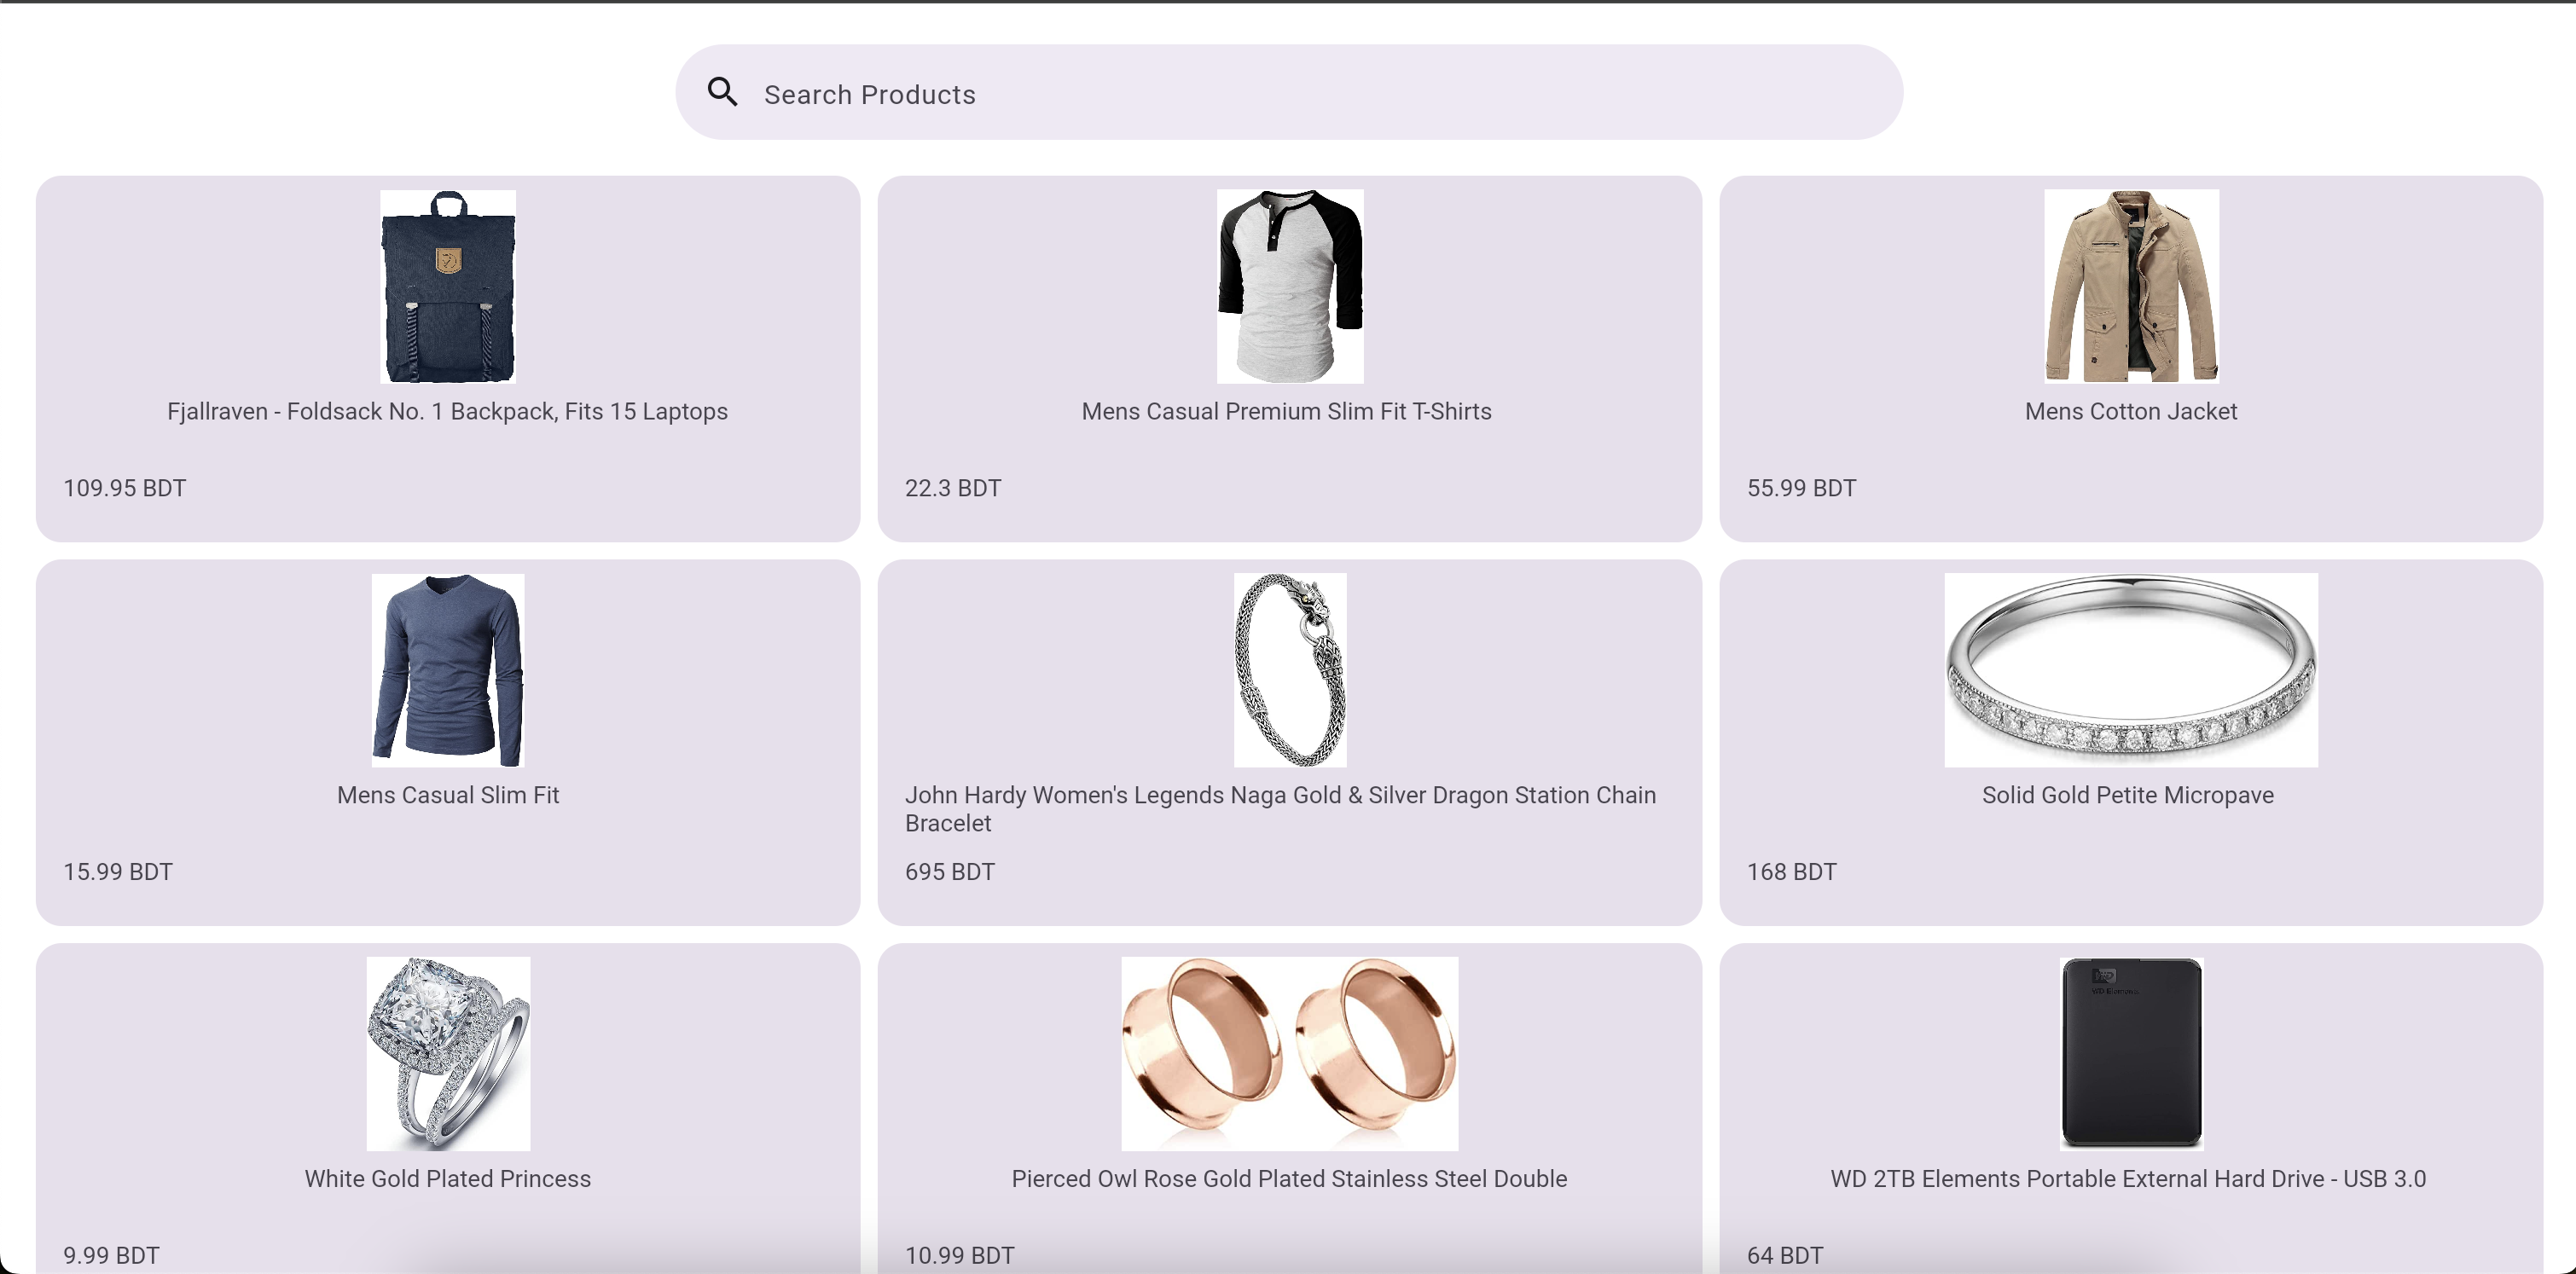 Search Products
Fjallraven - Foldsack No. 1 Backpack, Fits 15 Laptops
109.95 BDT
Mens Casual Premium Slim Fit T-Shirts
22.3 BDT
Mens Cotton Jacket
55.99 BDT
Mens Casual Slim Fit
15.99 BDT
John Hardy Women's Legends Naga Gold & Silver Dragon Station Chain
Bracelet
695 BDT
Solid Gold Petite Micropave
168 BDT
White Gold Plated Princess
9.99 BDT
Pierced Owl Rose Gold Plated Stainless Steel Double
10.99 BDT
WD Elements
WD 2TB Elements Portable External Hard Drive - USB 3.0
64 BDT